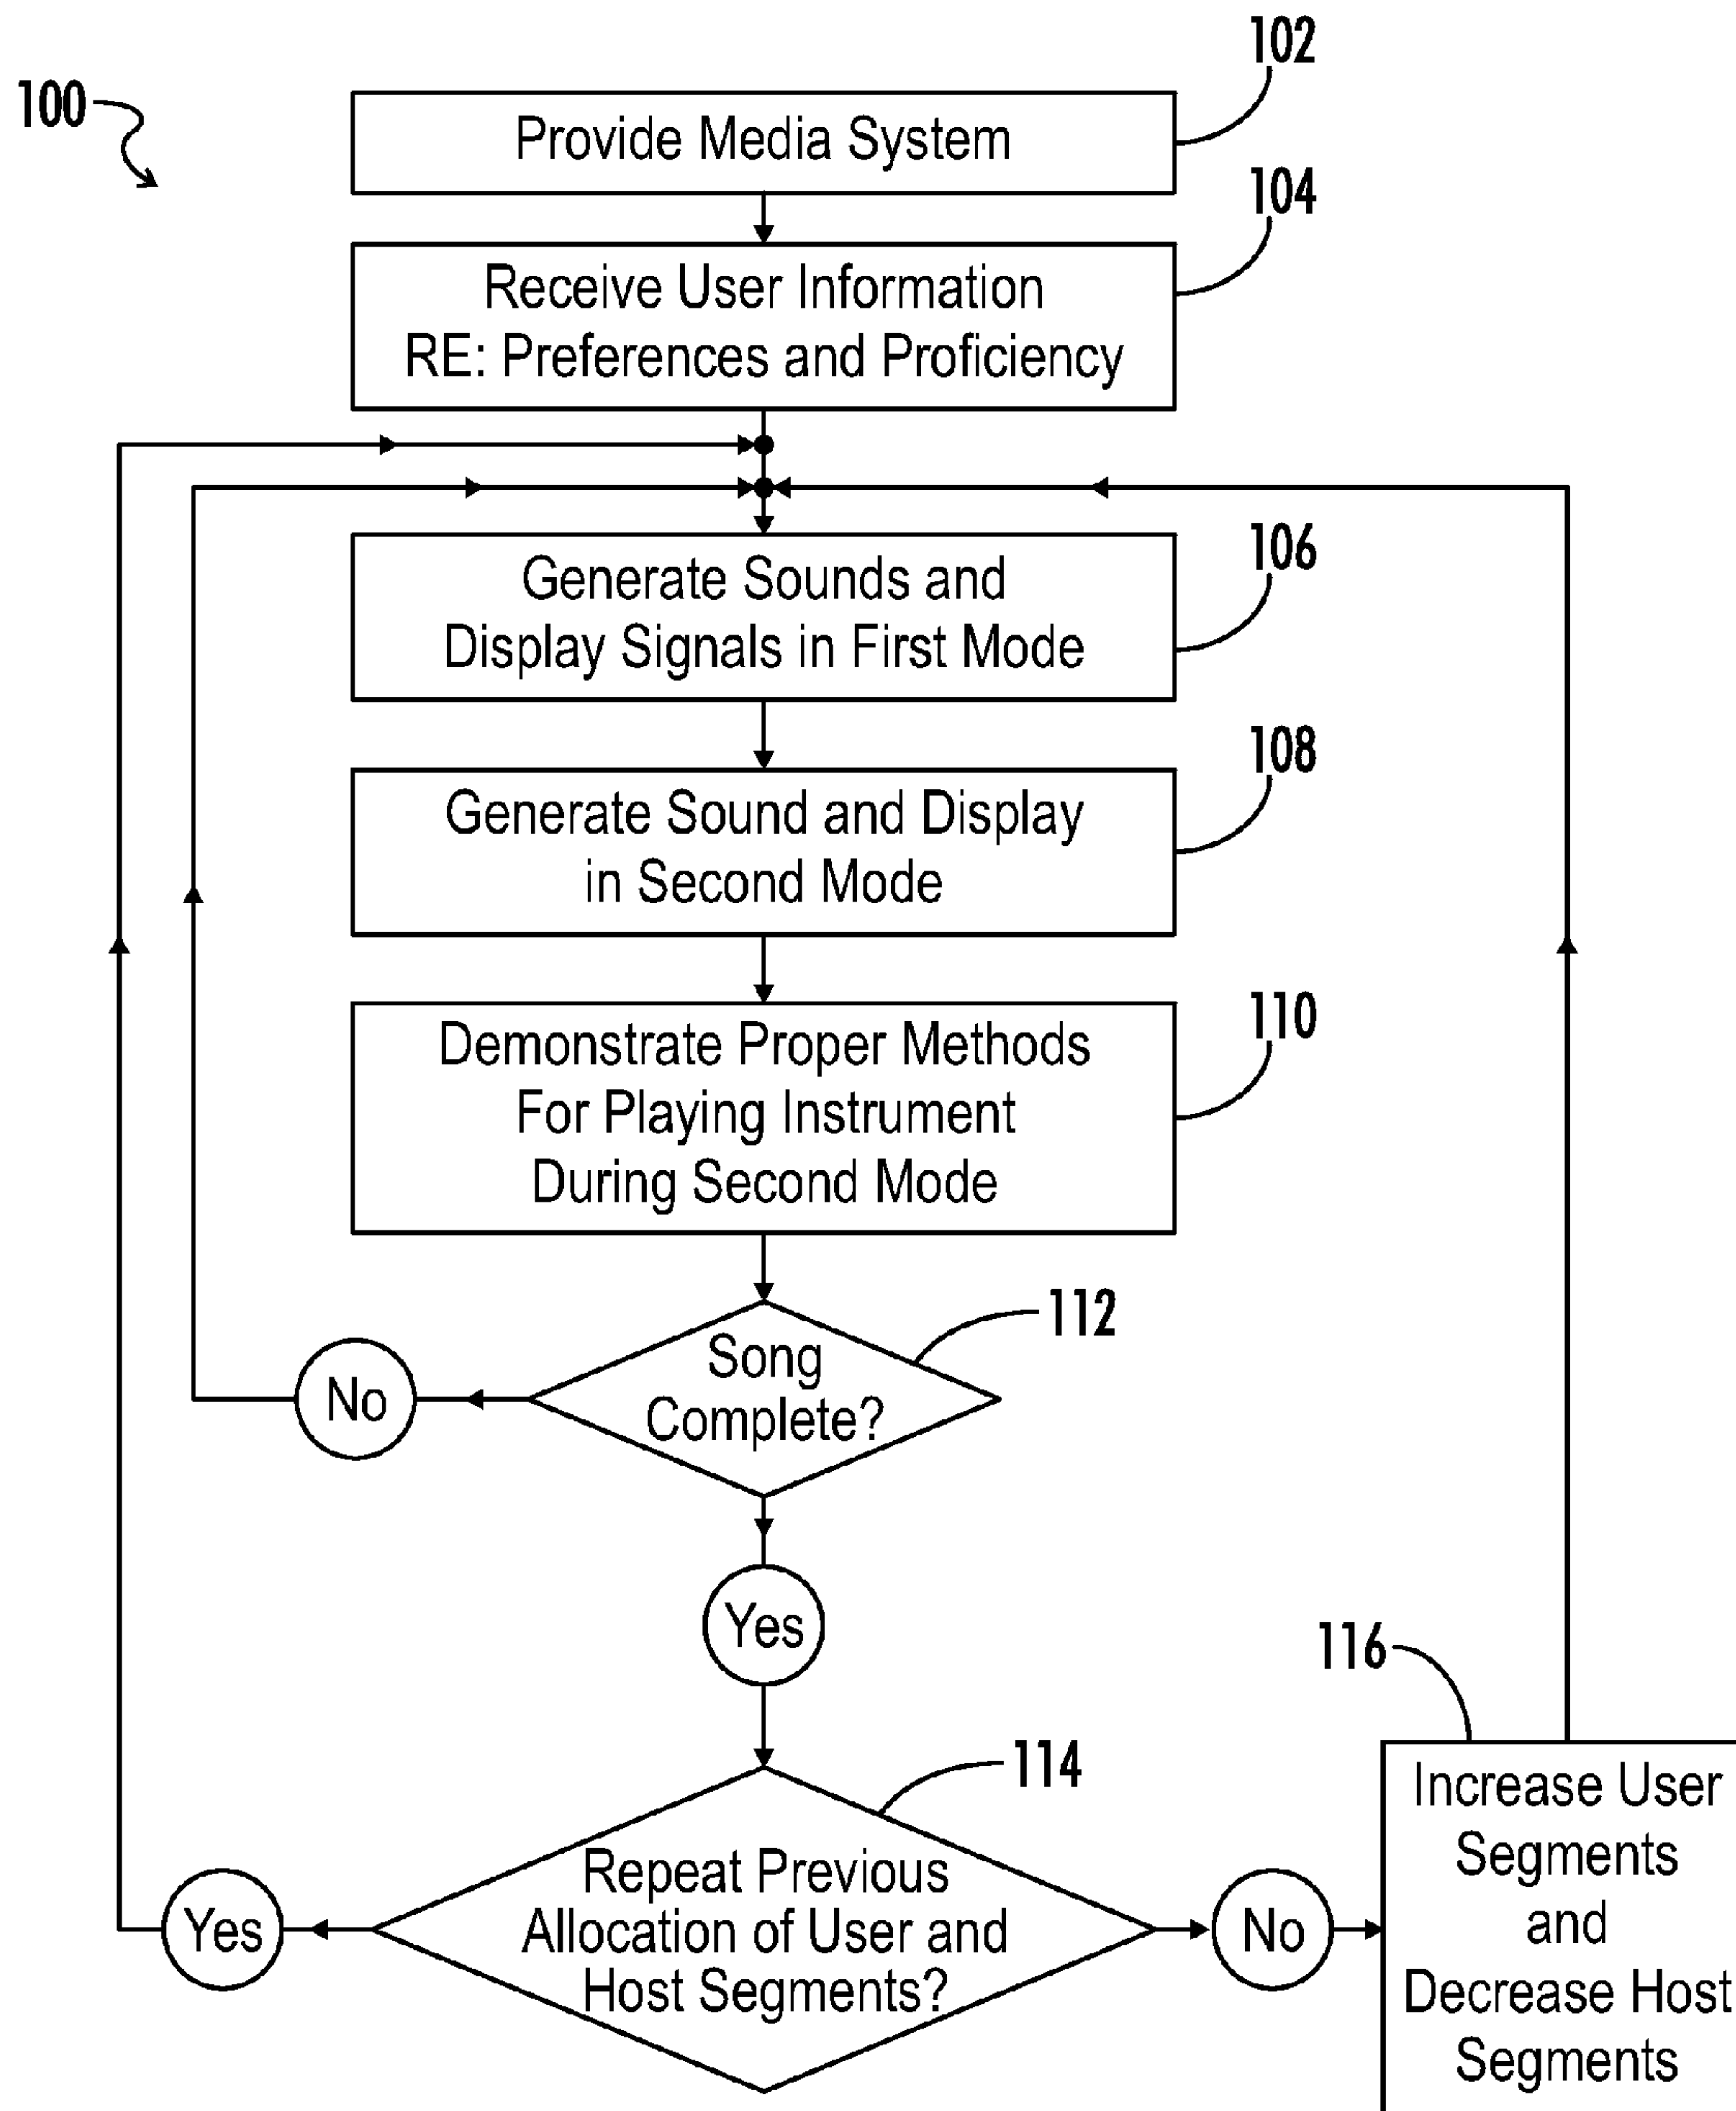 100
102
Provide Media System
104
Receive User Information
RE: Preferences and Proficiency
106
Generate Sounds and
Display Signals in First Mode
108
Generate Sound and Display
in Second Mode
110
Demonstrate Proper Methods
For Playing Instrument
During Second Mode
112
Song
Complete?
No
Yes
114
Repeat Previous
Allocation of User and
Host Segments?
Yes
No
116
Increase User
Segments
and
Decrease Host
Segments